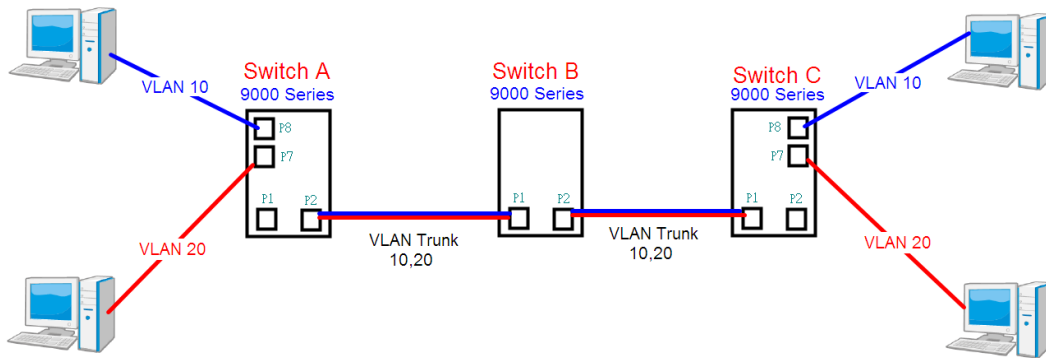 Switch A
9000 Series
Switch B
9000 Series
Switch C
9000 Series
VLAN 10
VLAN 10
P8
P7
P1
P2
P1
P2
P8
P7
P1
P2
VLAN 20
VLAN Trunk
10,20
VLAN Trunk
10,20
VLAN 20